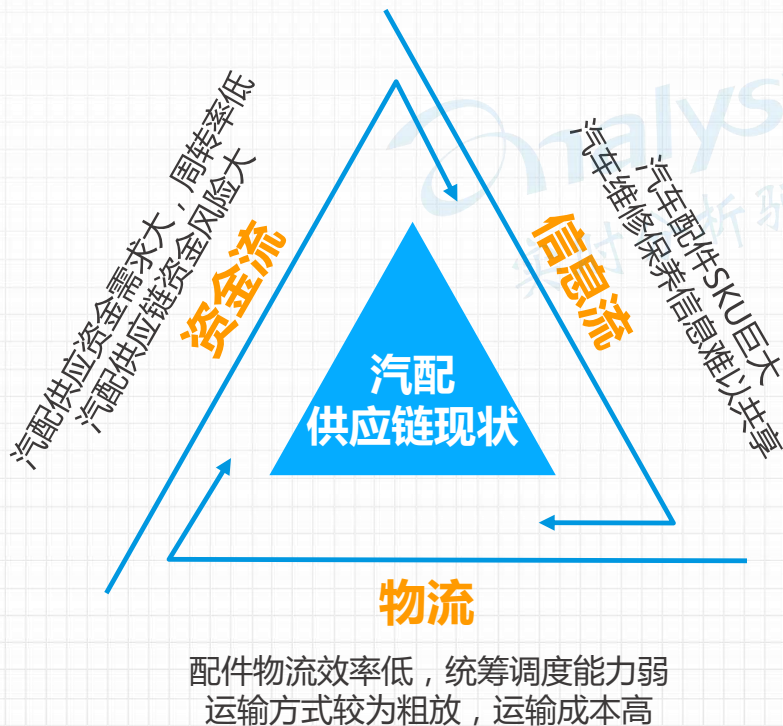 汽配供应资金需求大，周转率低
汽配供应链资金风险大
资金流
汽车配件SKU巨大
汽车维修保养信息难以共享
信息流
汽配
供应链现状
物流
配件物流效率低，统筹调度能力弱
运输方式较为粗放，运输成本高
nalys
析